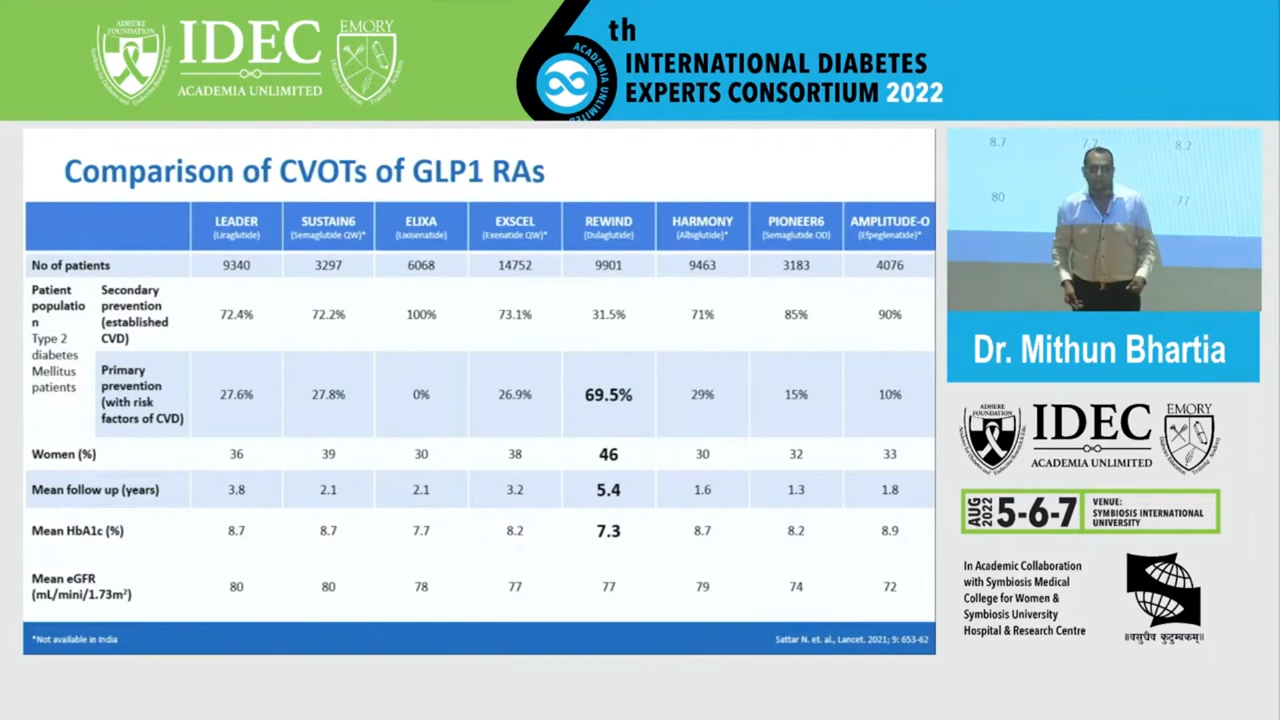 ADHERE
FOUNDATION
IDEC
ACADEMIA UNLIMITED
EMORY
6th
ACADEMIA UNLIMITED
INTERNATIONAL DIABETES
EXPERTS CONSORTIUM 2022
Comparison of CVOTs of GLP1 RAs
LEADER SUSTAIN6 ELIXA EXSCEL REWIND HARMONY PIONEER6 AMPLITUDE-O
(Liraglutide) (Semaglutide QW)* (Lixisenatide) (Exenatide QW)* (Dulaglutide) (Albiglutide)* (Semaglutide OD) (Efpeglenatide)*
No of patients 9340 3297 6068 14752 9901 9463 3183 4076
Patient
populatio
n
Type 2
diabetes
Mellitus
patients
Secondary
prevention
(established
CVD)
72.4% 72.2% 100% 73.1% 31.5% 71% 85% 90%
Primary
prevention
(with risk
factors of CVD)
27.6% 27.8% 0% 26.9% 69.5% 29% 15% 10%
Women (%) 36 39 30 38 46 30 32 33
Mean follow up (years) 3.8 2.1 2.1 3.2 5.4 1.6 1.3 1.8
Mean HbA1c (%) 8.7 8.7 7.7 8.2 7.3 8.7 8.2 8.9
Mean eGFR
(mL/mini/1.73m²)
80 80 78 77 77 79 74 72
*Not available in India
Sattar N. et. al., Lancet. 2021; 9: 653-62
8.7 7.7 8.2
80 77
Dr. Mithun Bhartia
ADHERE
FOUNDATION
IDEC
ACADEMIA UNLIMITED
EMORY
AUG
2022
5-6-7
VENUE:
SYMBIOSIS INTERNATIONAL
UNIVERSITY
In Academic Collaboration
with Symbiosis Medical
College for Women &
Symbiosis University
Hospital & Research Centre
॥वसुधैव कुटुम्बकम्॥